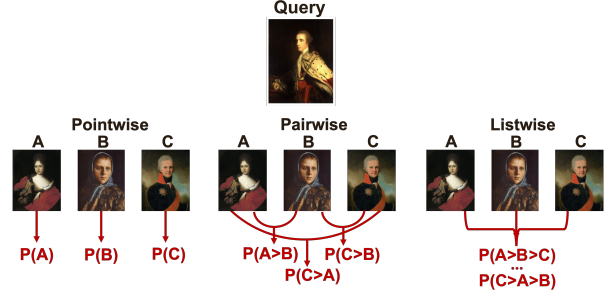 Query
Pointwise
A B C
P(A) P(B) P(C)
Pairwise
A B C
P(A>B) P(C>B)
P(C>A)
Listwise
A B C
P(A>B>C)
...
P(C>A>B)